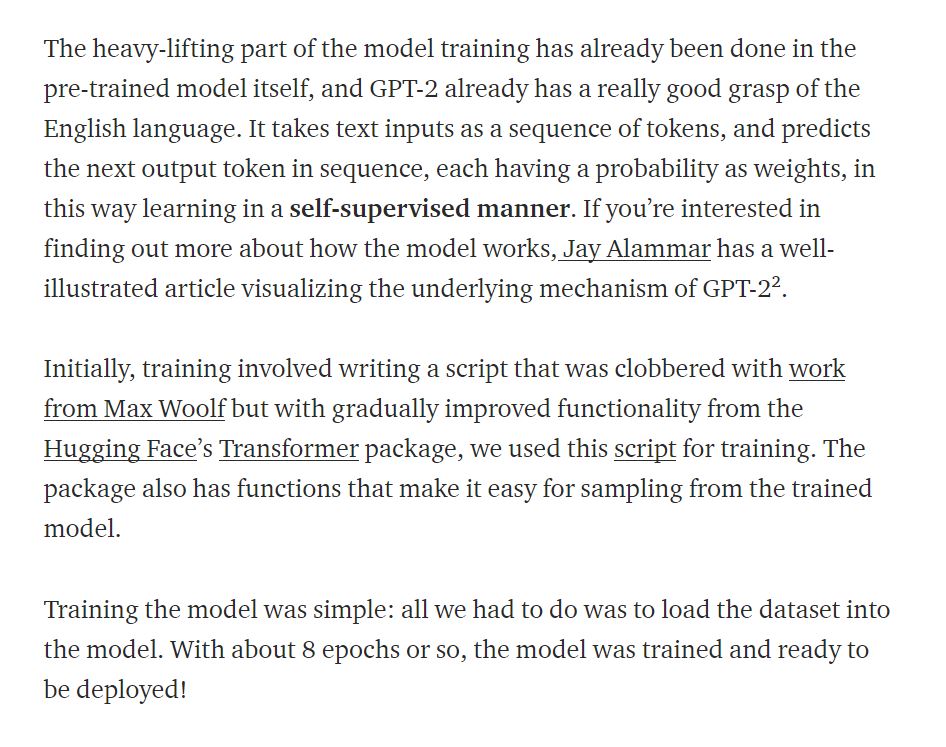 The heavy-lifting part of the model training has already been done in the
pre-trained model itself, and GPT-2 already has a really good grasp of the
English language. It takes text inputs as a sequence of tokens, and predicts
the next output token in sequence, each having a probability as weights, in
this way learning in a self-supervised manner. If you’re interested in
finding out more about how the model works, Jay Alammar has a well-
illustrated article visualizing the underlying mechanism of GPT-2².
Initially, training involved writing a script that was clobbered with work
from Max Woolf but with gradually improved functionality from the
Hugging Face’s Transformer package, we used this script for training. The
package also has functions that make it easy for sampling from the trained
model.
Training the model was simple: all we had to do was to load the dataset into
the model. With about 8 epochs or so, the model was trained and ready to
be deployed!